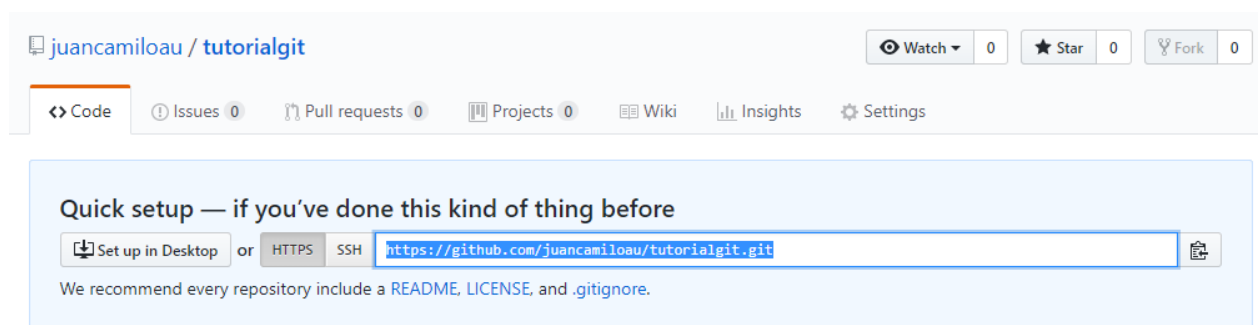 juancamiloau / tutorialgit
Watch 0 Star 0 Fork 0
Code Issues 0 Pull requests 0 Projects 0 Wiki Insights Settings
Quick setup — if you've done this kind of thing before
Set up in Desktop or HTTPS SSH https://github.com/juancamiloau/tutorialgit.git
We recommend every repository include a README, LICENSE, and .gitignore.